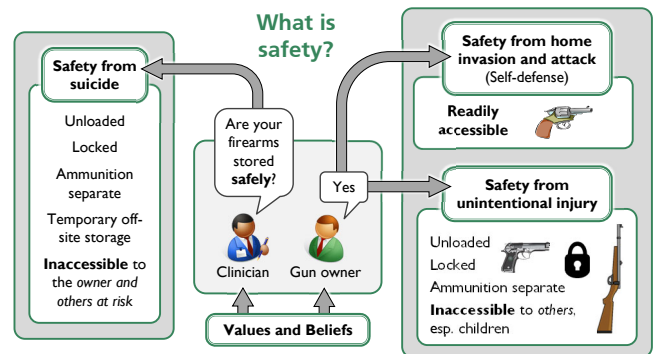 What is
safety?
Safety from
suicide
Unloaded
Locked
Ammunition
separate
Temporary off-
site storage
Inaccessible to
the owner and
others at risk
Are your
firearms
stored
safely?
Yes
Clinician
Gun owner
Values and Beliefs
Safety from home
invasion and attack
(Self-defense)
Readily
accessible
Safety from
unintentional injury
Unloaded
Locked
Ammunition separate
Inaccessible to others,
esp. children